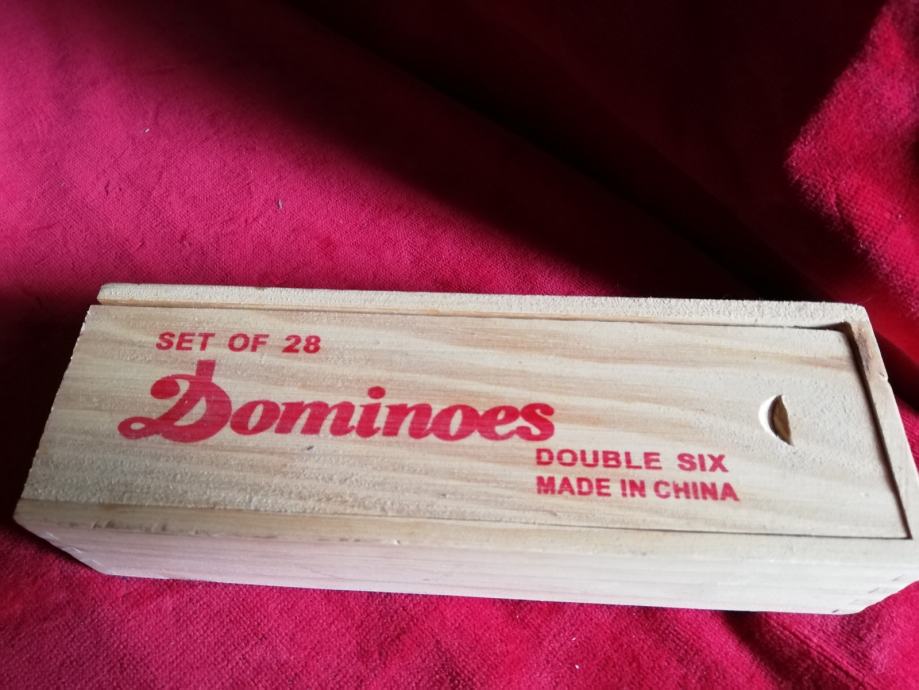 SET OF 28
Dominoes
DOUBLE SIX
MADE IN CHINA